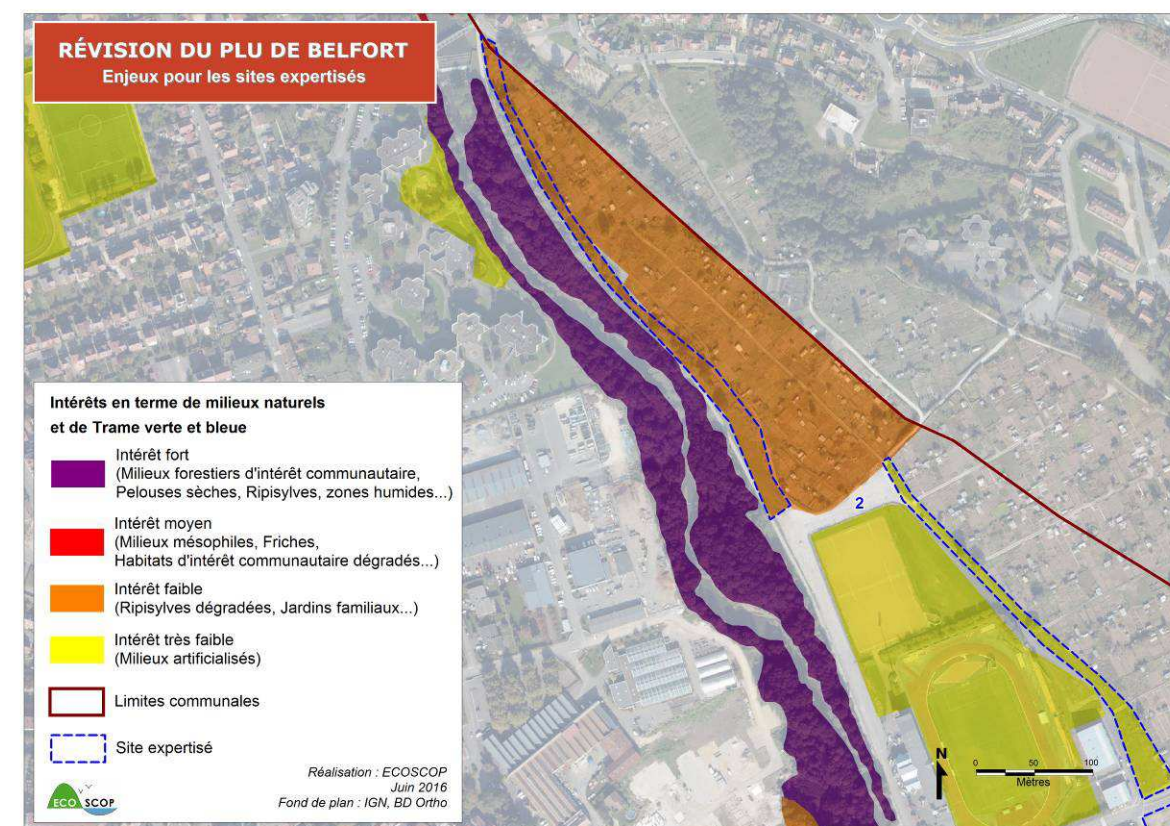 RÉVISION DU PLU DE BELFORT
Enjeux pour les sites expertisés
2
Intérêts en terme de milieux naturels
et de Trame verte et bleue
Intérêt fort
(Milieux forestiers d'intérêt communautaire,
Pelouses sèches, Ripisylves, zones humides...)
Intérêt moyen
(Milieux mésophiles, Friches,
Habitats d'intérêt communautaire dégradés...)
Intérêt faible
(Ripisylves dégradées, Jardins familiaux...)
Intérêt très faible
(Milieux artificialisés)
Limites communales
Site expertisé
Réalisation : ECOSCOP
Juin 2016
Fond de plan : IGN, BD Ortho
ECO SCOP
N
0 50 100
Mètres